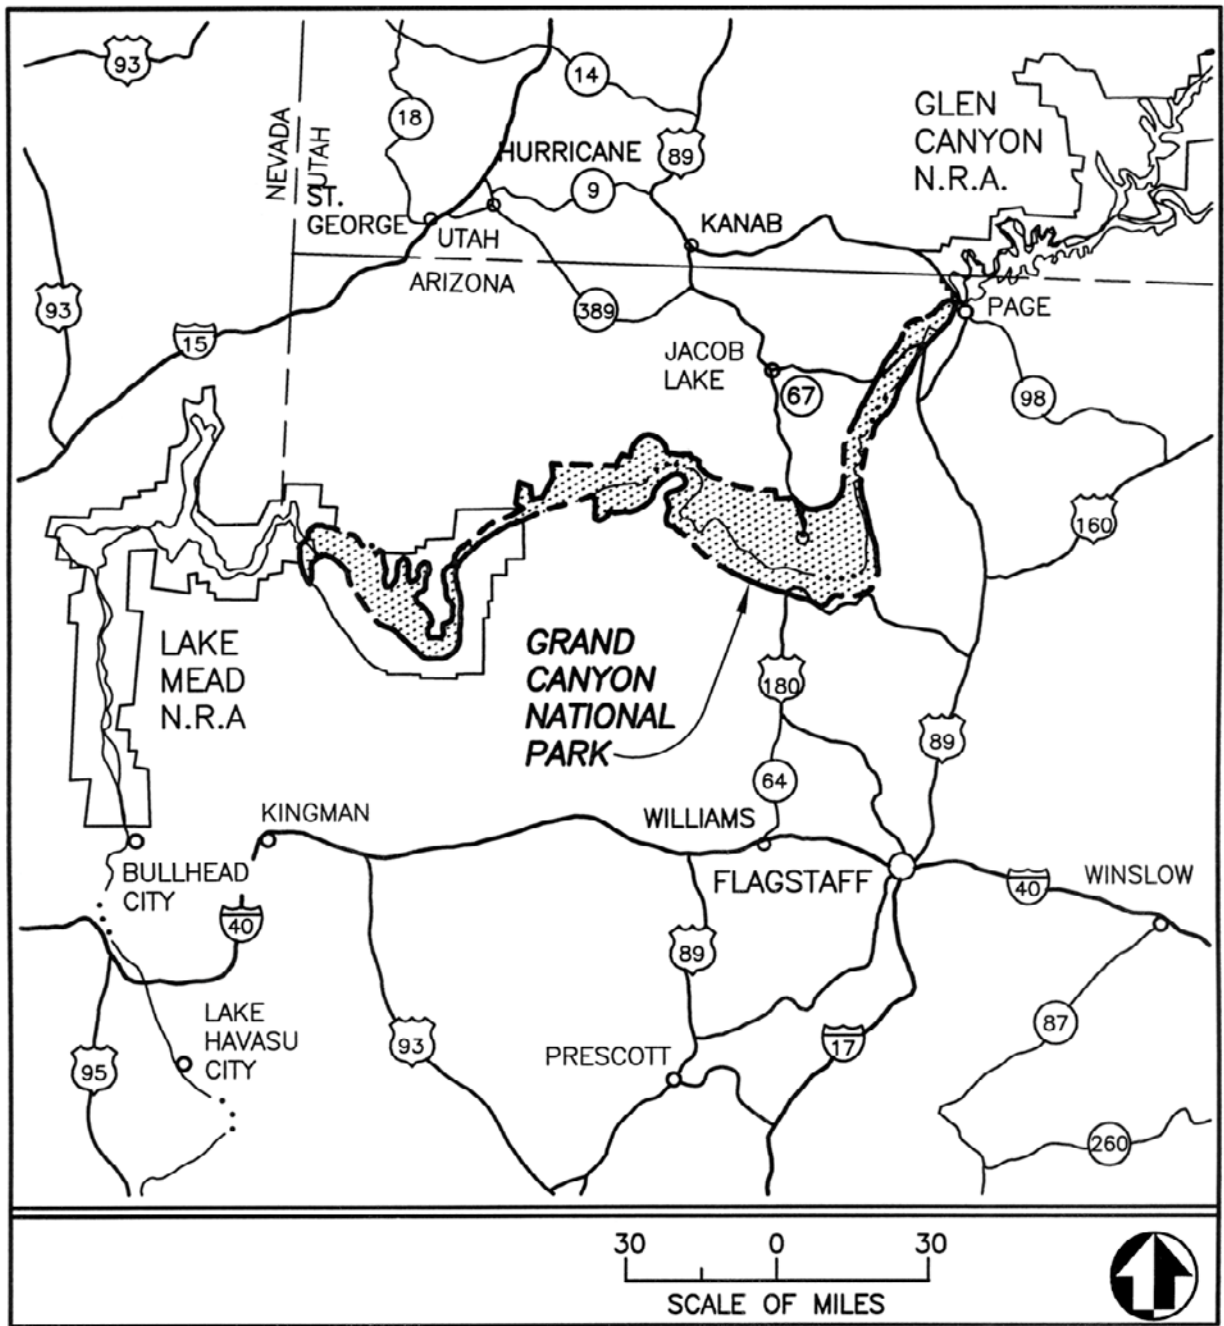 93
14
18
NEVADA
UTAH
HURRICANE
89
GLEN
CANYON
N.R.A.
9
ST.
GEORGE
UTAH
KANAB
ARIZONA
93
389
PAGE
15
JACOB
LAKE
67
98
160
LAKE
MEAD
N.R.A
GRAND
CANYON
NATIONAL
PARK
180
89
64
KINGMAN
WILLIAMS
BULLHEAD
CITY
FLAGSTAFF
40
WINSLOW
40
89
LAKE
HAVASU
CITY
93
87
17
PRESCOTT
95
260
30 0 30
SCALE OF MILES